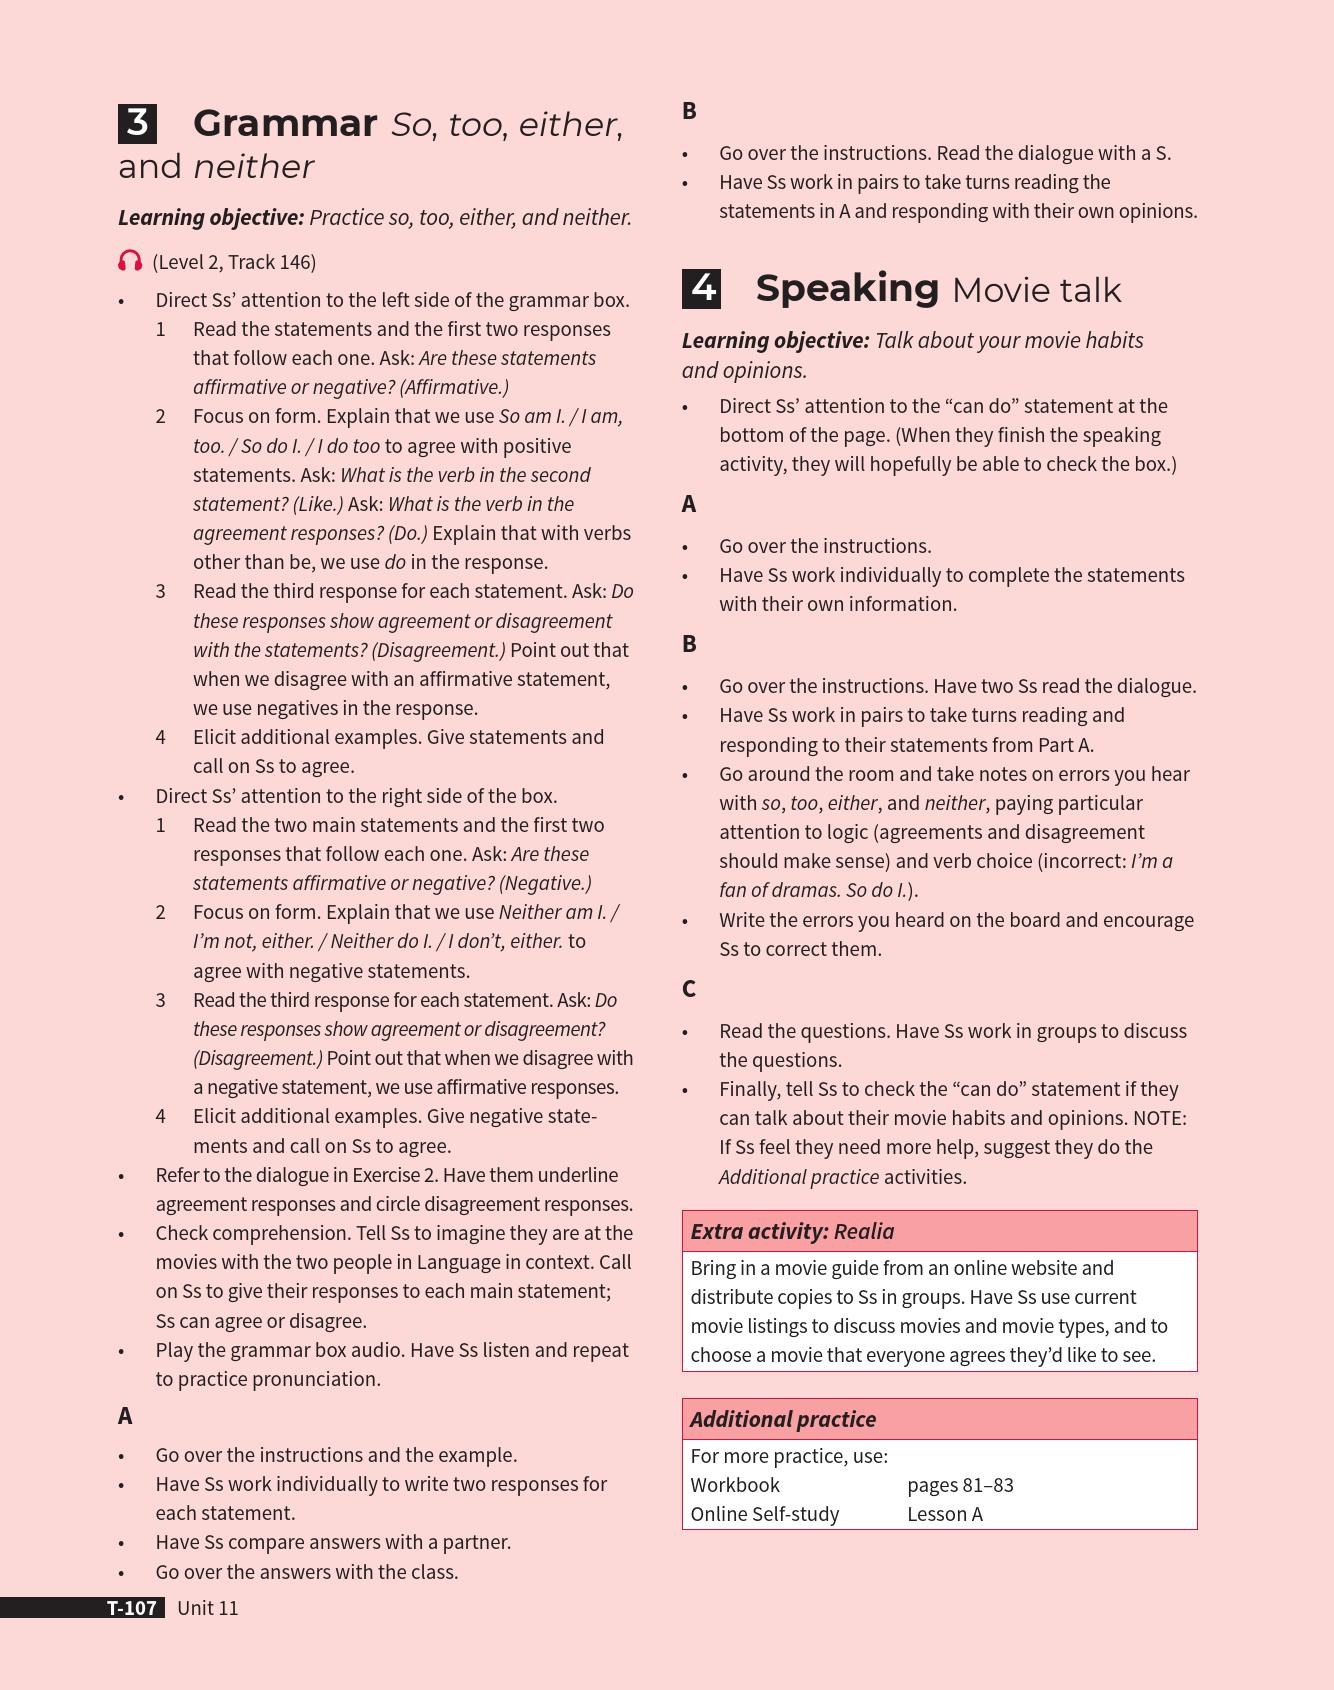 3 Grammar So, too, either,
and neither
Learning objective: Practice so, too, either, and neither.
(Level 2, Track 146)
• Direct Ss’ attention to the left side of the grammar box.
1 Read the statements and the first two responses
that follow each one. Ask: Are these statements
affirmative or negative? (Affirmative.)
2 Focus on form. Explain that we use So am I. / I am,
too. / So do I. / I do too to agree with positive
statements. Ask: What is the verb in the second
statement? (Like.) Ask: What is the verb in the
agreement responses? (Do.) Explain that with verbs
other than be, we use do in the response.
3 Read the third response for each statement. Ask: Do
these responses show agreement or disagreement
with the statements? (Disagreement.) Point out that
when we disagree with an affirmative statement,
we use negatives in the response.
4 Elicit additional examples. Give statements and
call on Ss to agree.
• Direct Ss’ attention to the right side of the box.
1 Read the two main statements and the first two
responses that follow each one. Ask: Are these
statements affirmative or negative? (Negative.)
2 Focus on form. Explain that we use Neither am I. /
I’m not, either. / Neither do I. / I don’t, either. to
agree with negative statements.
3 Read the third response for each statement. Ask: Do
these responses show agreement or disagreement?
(Disagreement.) Point out that when we disagree with
a negative statement, we use affirmative responses.
4 Elicit additional examples. Give negative state-
ments and call on Ss to agree.
• Refer to the dialogue in Exercise 2. Have them underline
agreement responses and circle disagreement responses.
• Check comprehension. Tell Ss to imagine they are at the
movies with the two people in Language in context. Call
on Ss to give their responses to each main statement;
Ss can agree or disagree.
• Play the grammar box audio. Have Ss listen and repeat
to practice pronunciation.
A
• Go over the instructions and the example.
• Have Ss work individually to write two responses for
each statement.
• Have Ss compare answers with a partner.
• Go over the answers with the class.
B
• Go over the instructions. Read the dialogue with a S.
• Have Ss work in pairs to take turns reading the
statements in A and responding with their own opinions.
4 Speaking Movie talk
Learning objective: Talk about your movie habits
and opinions.
• Direct Ss’ attention to the “can do” statement at the
bottom of the page. (When they finish the speaking
activity, they will hopefully be able to check the box.)
A
• Go over the instructions.
• Have Ss work individually to complete the statements
with their own information.
B
• Go over the instructions. Have two Ss read the dialogue.
• Have Ss work in pairs to take turns reading and
responding to their statements from Part A.
• Go around the room and take notes on errors you hear
with so, too, either, and neither, paying particular
attention to logic (agreements and disagreement
should make sense) and verb choice (incorrect: I’m a
fan of dramas. So do I.).
• Write the errors you heard on the board and encourage
Ss to correct them.
C
• Read the questions. Have Ss work in groups to discuss
the questions.
• Finally, tell Ss to check the “can do” statement if they
can talk about their movie habits and opinions. NOTE:
If Ss feel they need more help, suggest they do the
Additional practice activities.
Extra activity: Realia
Bring in a movie guide from an online website and
distribute copies to Ss in groups. Have Ss use current
movie listings to discuss movies and movie types, and to
choose a movie that everyone agrees they’d like to see.
Additional practice
For more practice, use:
Workbook pages 81–83
Online Self-study Lesson A
T-107 Unit 11